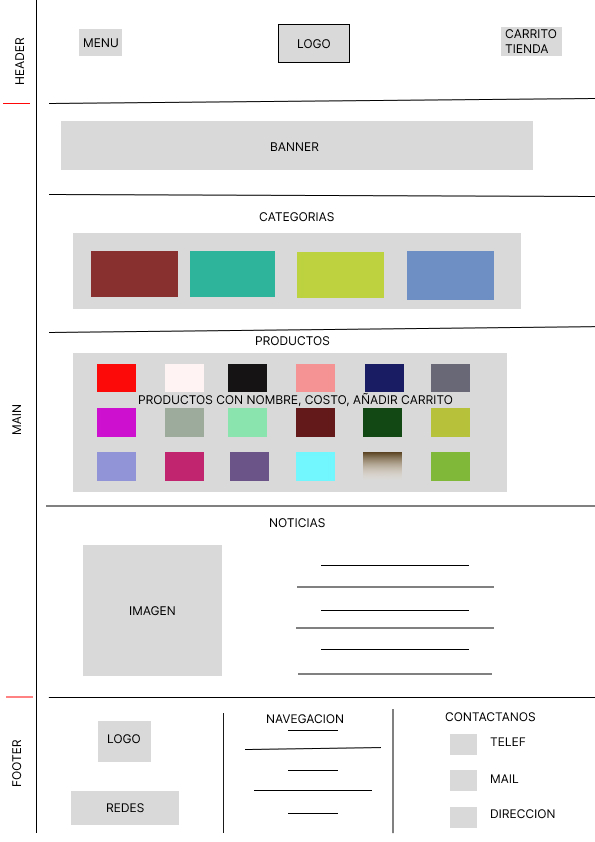 HEADER
MENU
LOGO
CARRITO
TIENDA
MAIN
BANNER
CATEGORIAS
PRODUCTOS
PRODUCTOS CON NOMBRE, COSTO, AÑADIR CARRITO
NOTICIAS
IMAGEN
FOOTER
LOGO
REDES
NAVEGACION
CONTACTANOS
TELEF
MAIL
DIRECCION